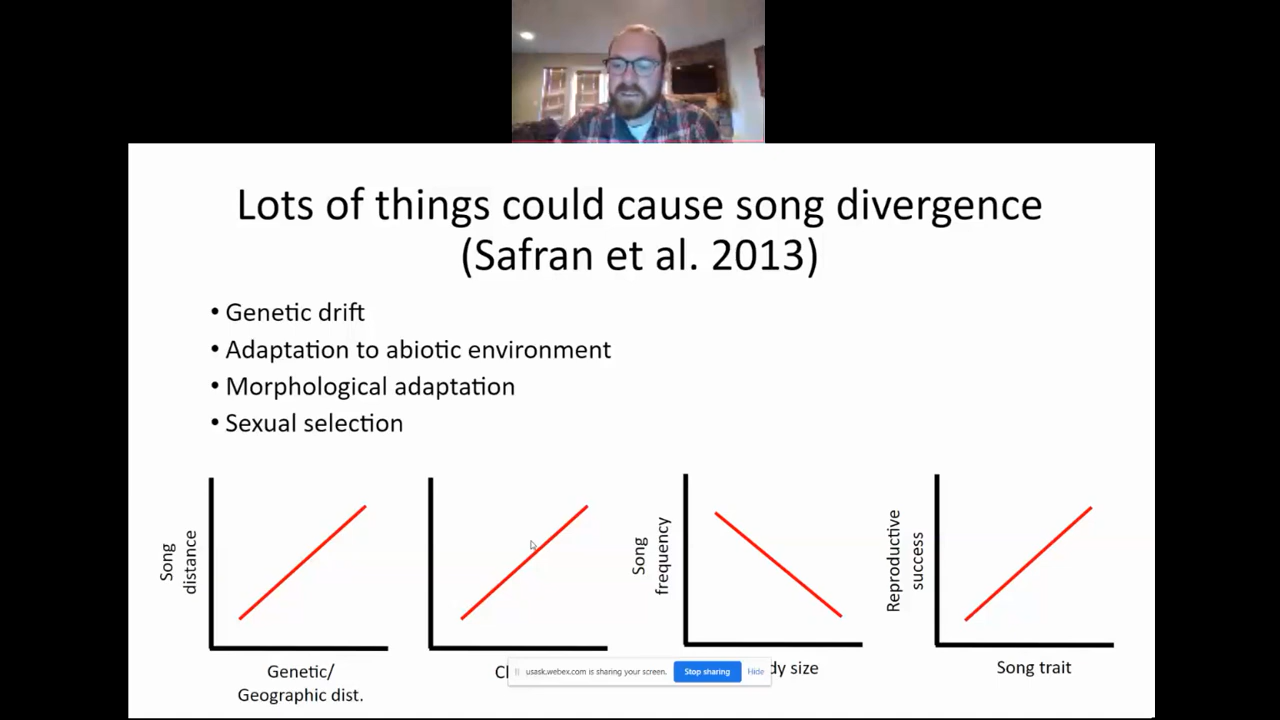 Lots of things could cause song divergence
(Safran et al. 2013)
• Genetic drift
• Adaptation to abiotic environment
• Morphological adaptation
• Sexual selection
Song
distance
Genetic/
Geographic dist.
Song
frequency
dy size
Reproductive
success
Song trait
usask.webex.com is sharing your screen.
Stop sharing
Hide